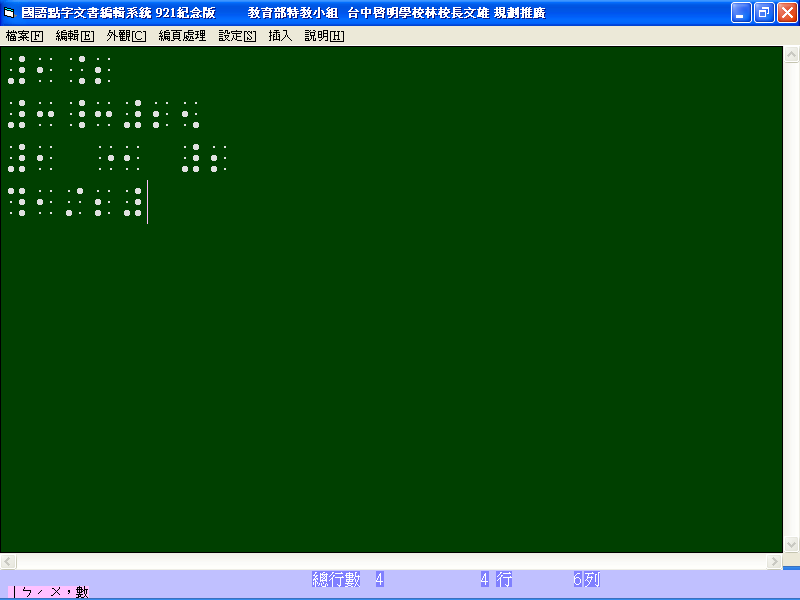 國語點字文書編輯系統 921紀念版 教育部特教小組 台中啓明學校林校長文雄 規劃推廣
檔案[F] 編輯[E] 外觀[C] 編頁處理 設定[S] 插入 說明[H]
總行數 4 4 行 6列
|ㄣˊㄨ，數